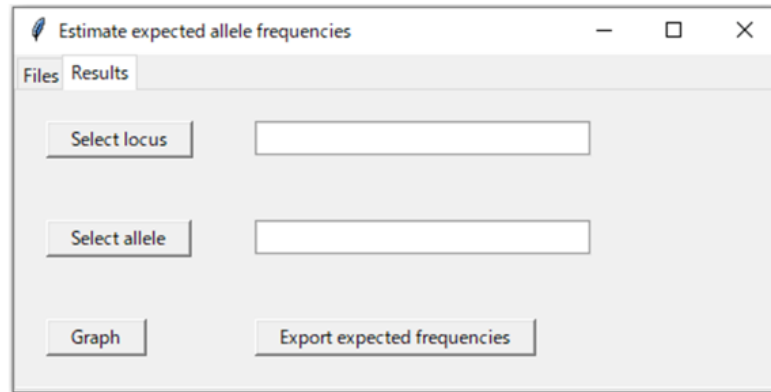 Estimate expected allele frequencies
Files Results
Select locus
Select allele
Graph Export expected frequencies